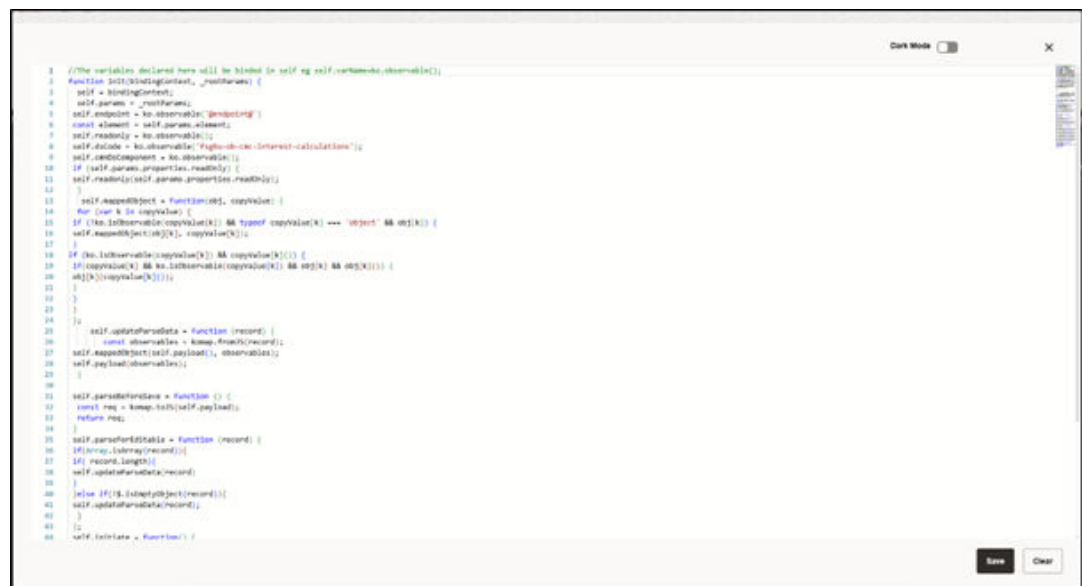 Dark Mode
1 //The variables declared here will be binded in self eg self.varName=ko.observable();
2 function init(bindingContext, _rootParams) {
3 self = bindingContext;
4 self.params = _rootParams;
5 self.endpoint = ko.observable('@endpoint@')
6 const element = self.params.element;
7 self.readonly = ko.observable();
8 self.dsCode = ko.observable('fsgbu-ob-cmc-interest-calculations');
9 self.cmnDsComponent = ko.observable();
10 if (self.params.properties.readOnly) {
11 self.readonly(self.params.properties.readOnly);
12 }
13 self.mappedObject = function(obj, copyValue) {
14 for (var k in copyValue) {
15 if (!ko.isObservable(copyValue[k]) && typeof copyValue[k] === 'object' && obj[k]) {
16 self.mappedObject(obj[k], copyValue[k]);
17 }
18 if (ko.isObservable(copyValue[k]) && copyValue[k]()) {
19 if(copyValue[k] && ko.isObservable(copyValue[k]) && obj[k] && obj[k]()) {
20 obj[k](copyValue[k]());
21 }
22 }
23 }
24 };
25 self.updateParseData = function (record) {
26 const observables = komap.fromJS(record);
27 self.mappedObject(self.payload(), observables);
28 self.payload(observables);
29 }
30
31 self.parseBeforeSave = function () {
32 const req = komap.toJS(self.payload);
33 return req;
34 }
35 self.parseForEditable = function (record) {
36 if(Array.isArray(record)){
37 if( record.length){
38 self.updateParseData(record)
39 }
40 }else if(!$.isEmptyObject(record)){
41 self.updateParseData(record);
42 }
43 };
44 self.initiate = function() {
Save
Clear